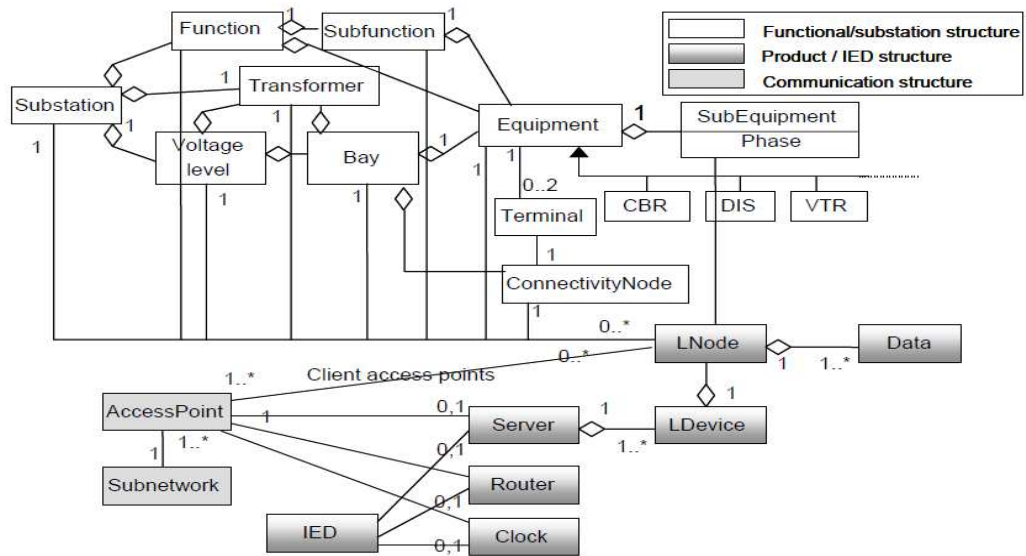 Function
1
Subfunction
1
Functional/substation structure
Product / IED structure
Communication structure
Substation
1
Transformer
1
1
1
Equipment
1
SubEquipment
Phase
Voltage
level
Bay
1
1
1
1
1
1
0..2
CBR
DIS
VTR
Terminal
1
ConnectivityNode
1
0..*
LNode
Data
0..*
1
1..*
Client access points
1..*
AccessPoint
1
0,1
Server
1
1..*
LDevice
1
1..*
1
Subnetwork
0,1
Router
0,1
IED
0,1
Clock